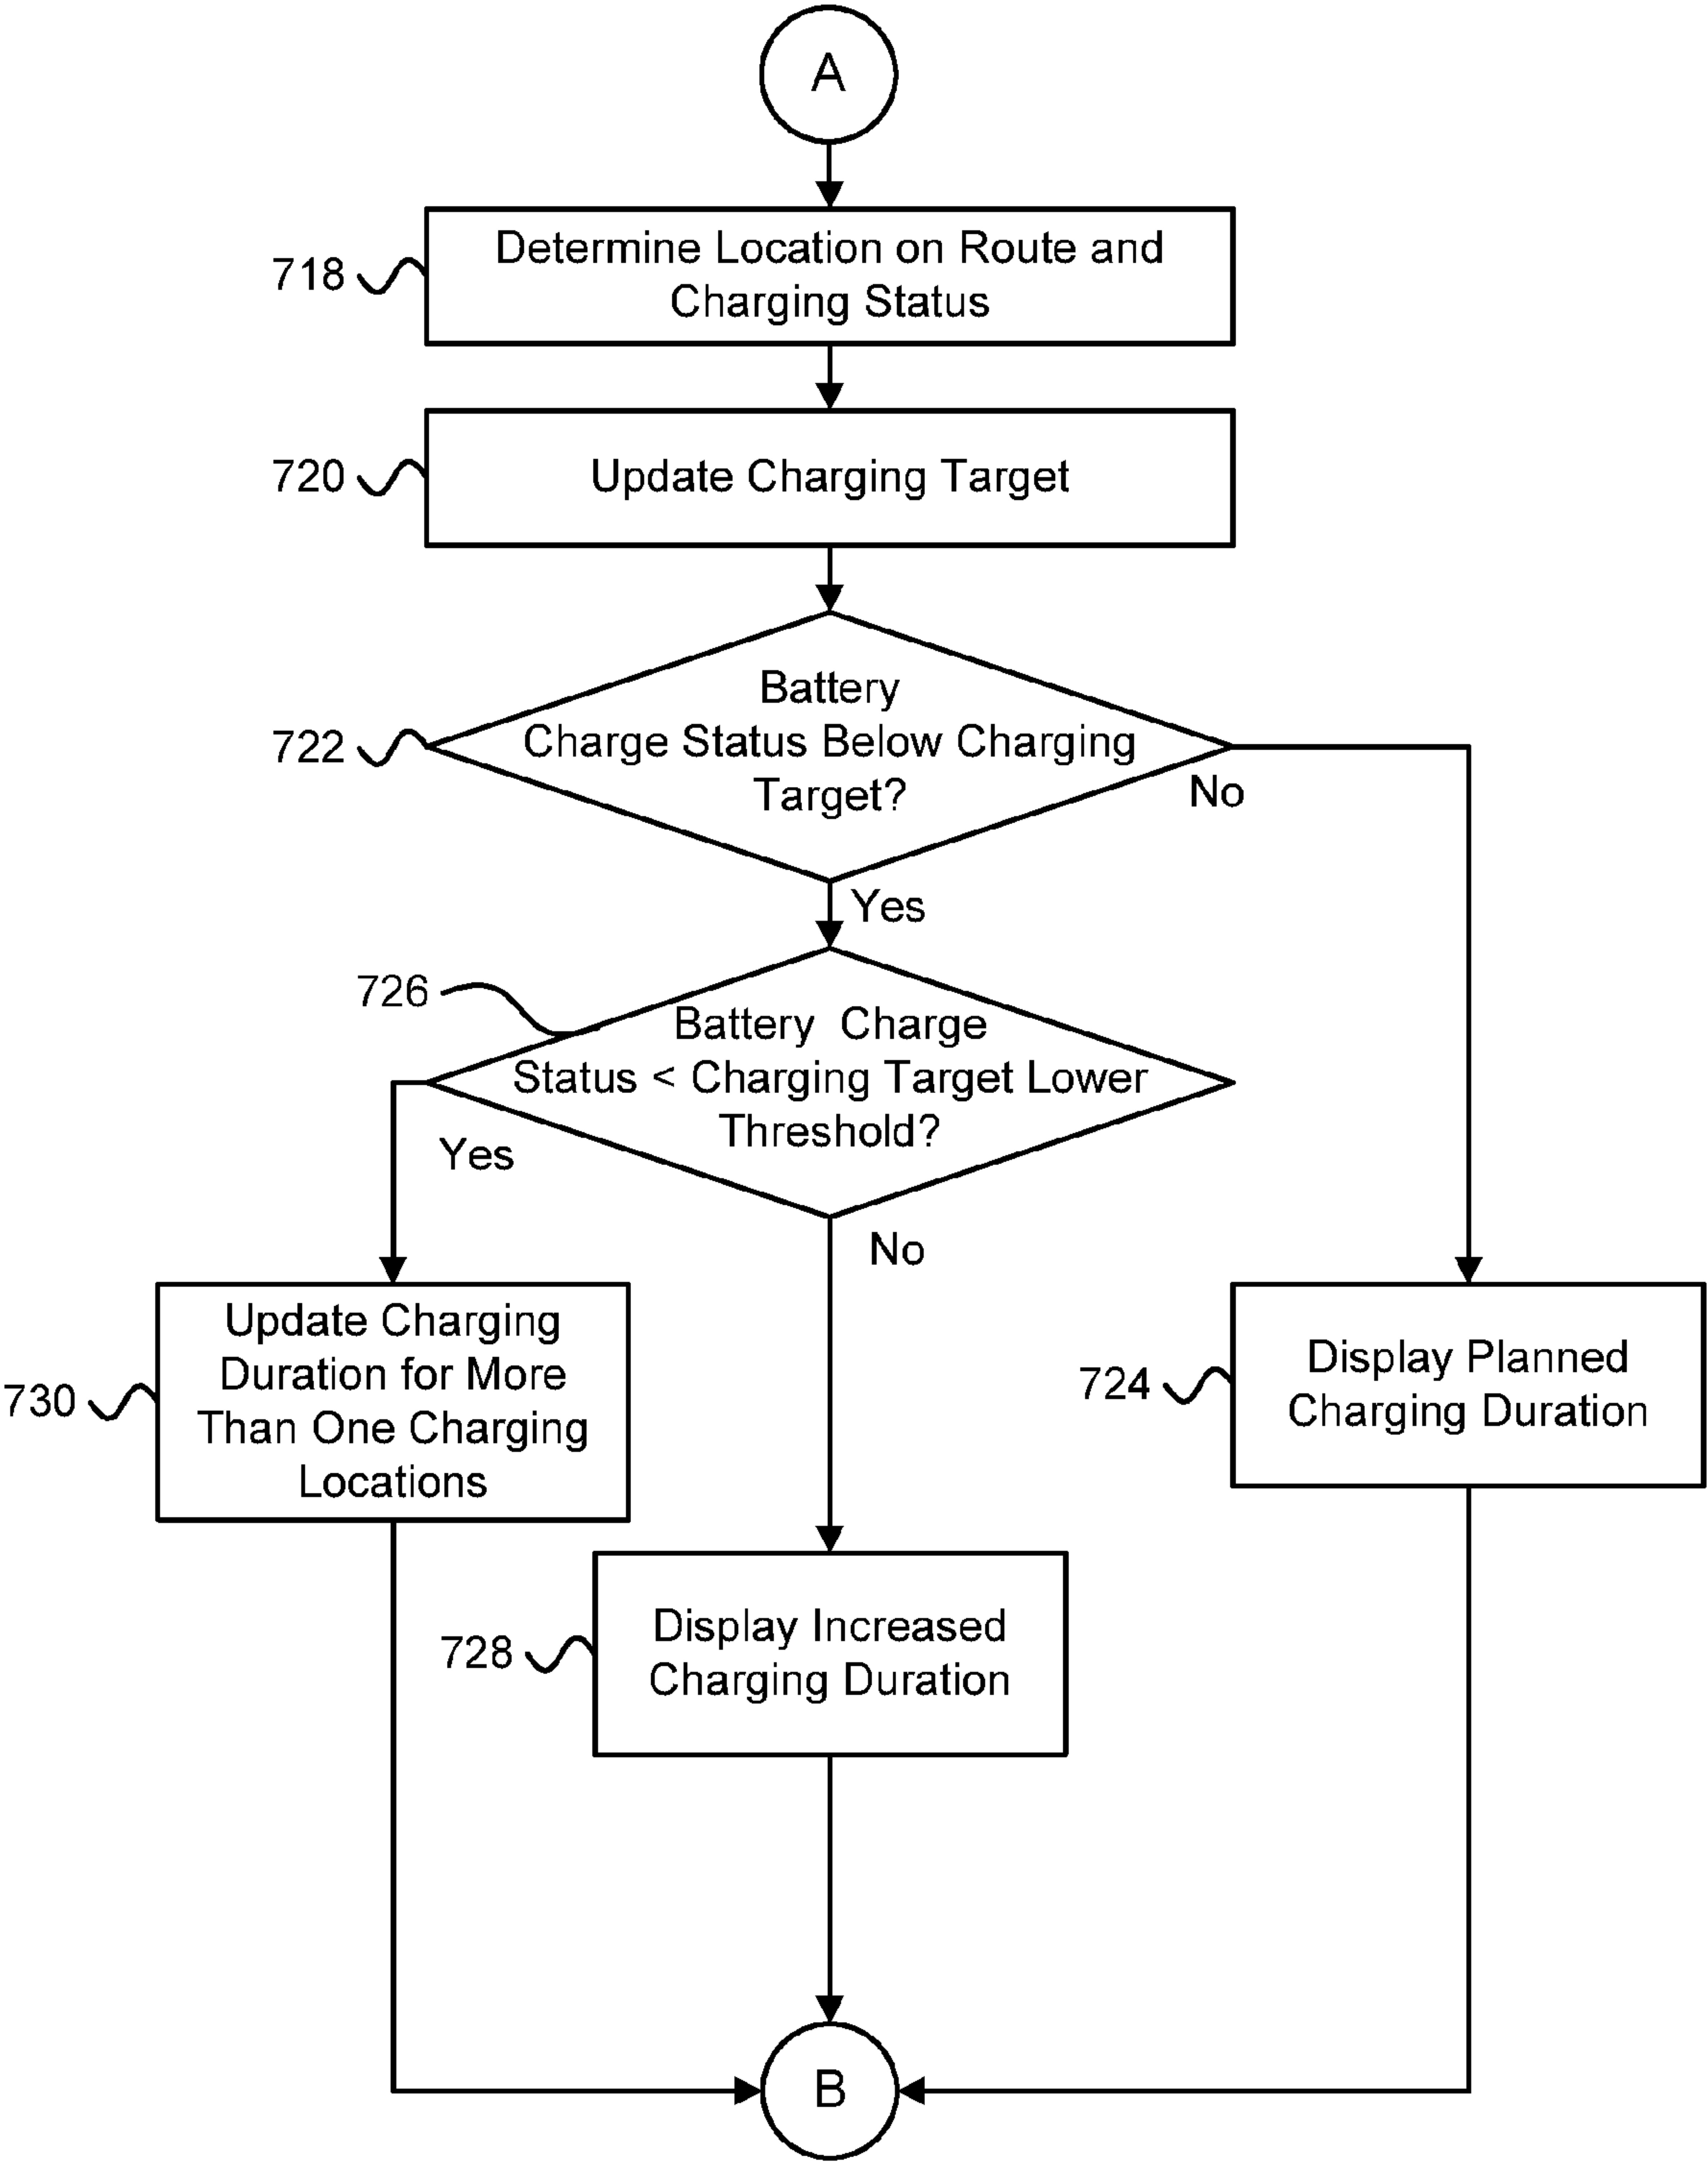 A
718
Determine Location on Route and
Charging Status
720
Update Charging Target
722
Battery
Charge Status Below Charging
Target?
No
Yes
726
Battery Charge
Status < Charging Target Lower
Threshold?
Yes
No
730
Update Charging
Duration for More
Than One Charging
Locations
724
Display Planned
Charging Duration
728
Display Increased
Charging Duration
B